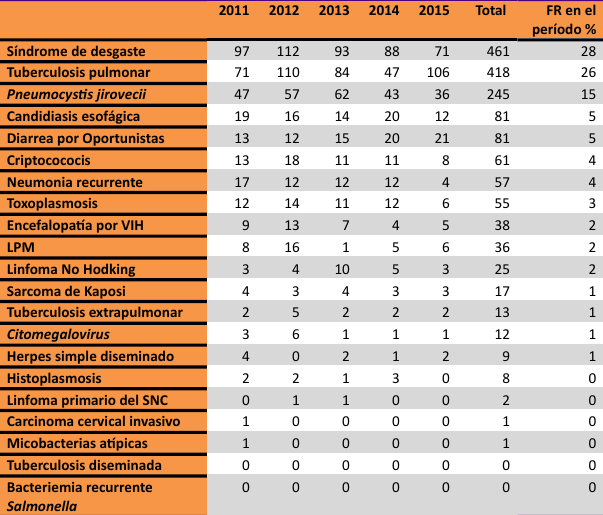 2011 2012 2013 2014 2015 Total FR en el
período %
Síndrome de desgaste 97 112 93 88 71 461 28
Tuberculosis pulmonar 71 110 84 47 106 418 26
Pneumocystis jirovecii 47 57 62 43 36 245 15
Candidiasis esofágica 19 16 14 20 12 81 5
Diarrea por Oportunistas 13 12 15 20 21 81 5
Criptococócis 13 18 11 11 8 61 4
Neumonia recurrente 17 12 12 12 4 57 4
Toxoplasmosis 12 14 11 12 6 55 3
Encefalopatía por VIH 9 13 7 4 5 38 2
LPM 8 16 1 5 6 36 2
Linfoma No Hodking 3 4 10 5 3 25 2
Sarcoma de Kaposi 4 3 4 3 3 17 1
Tuberculosis extrapulmonar 2 5 2 2 2 13 1
Citomegalovirus 3 6 1 1 1 12 1
Herpes simple diseminado 4 0 2 1 2 9 1
Histoplasmosis 2 2 1 3 0 8 0
Linfoma primario del SNC 0 1 1 0 0 2 0
Carcinoma cervical invasivo 1 0 0 0 0 1 0
Micobacterias atípicas 1 0 0 0 0 1 0
Tuberculosis diseminada 0 0 0 0 0 0 0
Bacteriemia recurrente 0 0 0 0 0 0 0
Salmonella